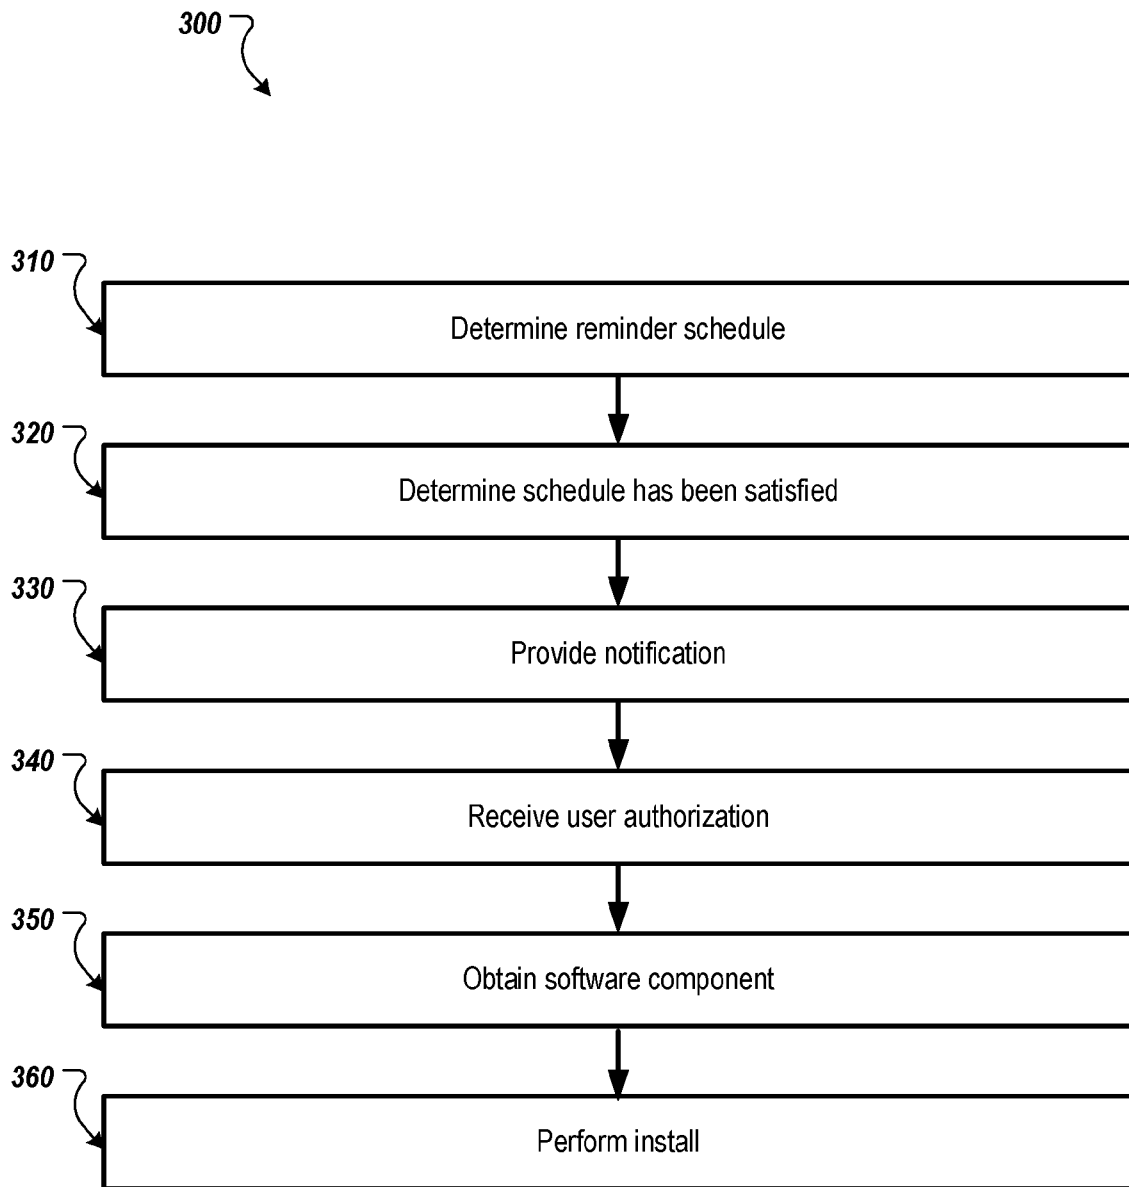 300
310
Determine reminder schedule
320
Determine schedule has been satisfied
330
Provide notification
340
Receive user authorization
350
Obtain software component
360
Perform install